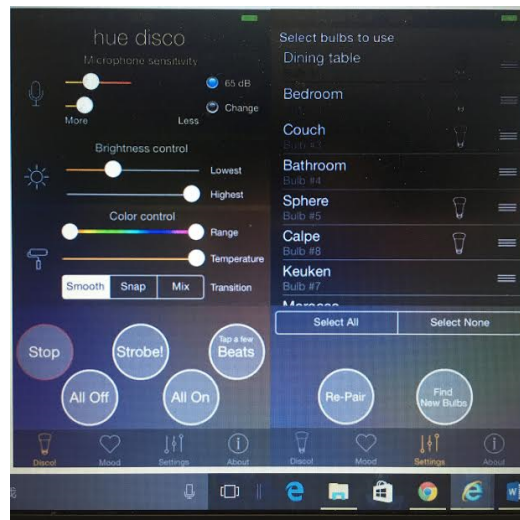 hue disco
Microphone sensitivity
65 dB
Change
More
Less
Brightness control
Lowest
Highest
Color control
Range
Temperature
Smooth
Snap
Mix
Transition
Stop
Strobe!
Tap a few
Beats
All Off
All On
Disco!
Mood
Settings
About
Select bulbs to use
Dining table
Bedroom
Couch
Bulb #3
Bathroom
Bulb #4
Sphere
Bulb #5
Calpe
Bulb #8
Keuken
Bulb #7
Select All
Select None
Re-Pair
Find
New Bulbs
Disco!
Mood
Settings
About